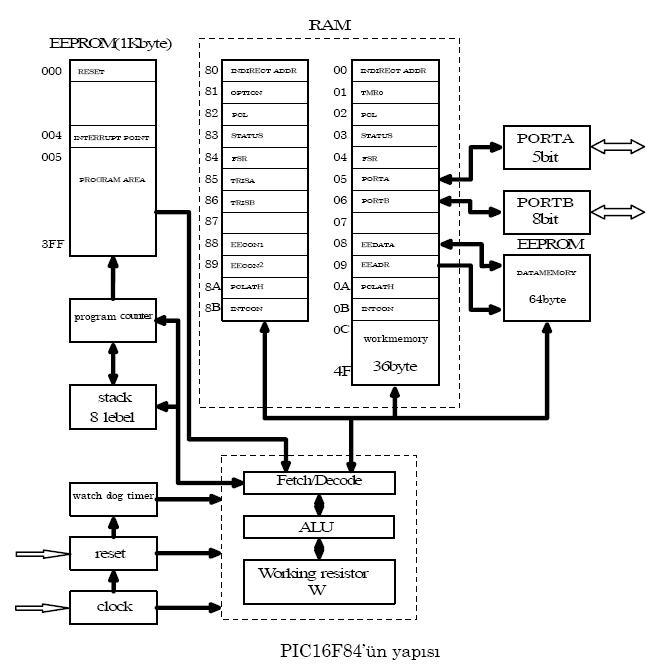 RAM
EEPROM(1Kbyte)
000 RESET
004 INTERRUPT POINT
005
PROGRAM AREA
3FF
80 INDIRECT ADDR
81 OPTION
82 PCL
83 STATUS
84 FSR
85 TRISA
86 TRISB
87
88 EECON1
89 EECON2
8A PCLATH
8B INTCON
00 INDIRECT ADDR
01 TMR0
02 PCL
03 STATUS
04 FSR
05 PORTA
06 PORTB
07
08 EEDATA
09 EEADR
0A PCLATH
0B INTCON
0C
workmemory
36byte
4F
PORTA
5bit
PORTB
8bit
EEPROM
DATAMEMORY
64byte
program counter
stack
8 lebel
watch dog timer
reset
clock
Fetch/Decode
ALU
Working resistor
W
PIC16F84'ün yapısı